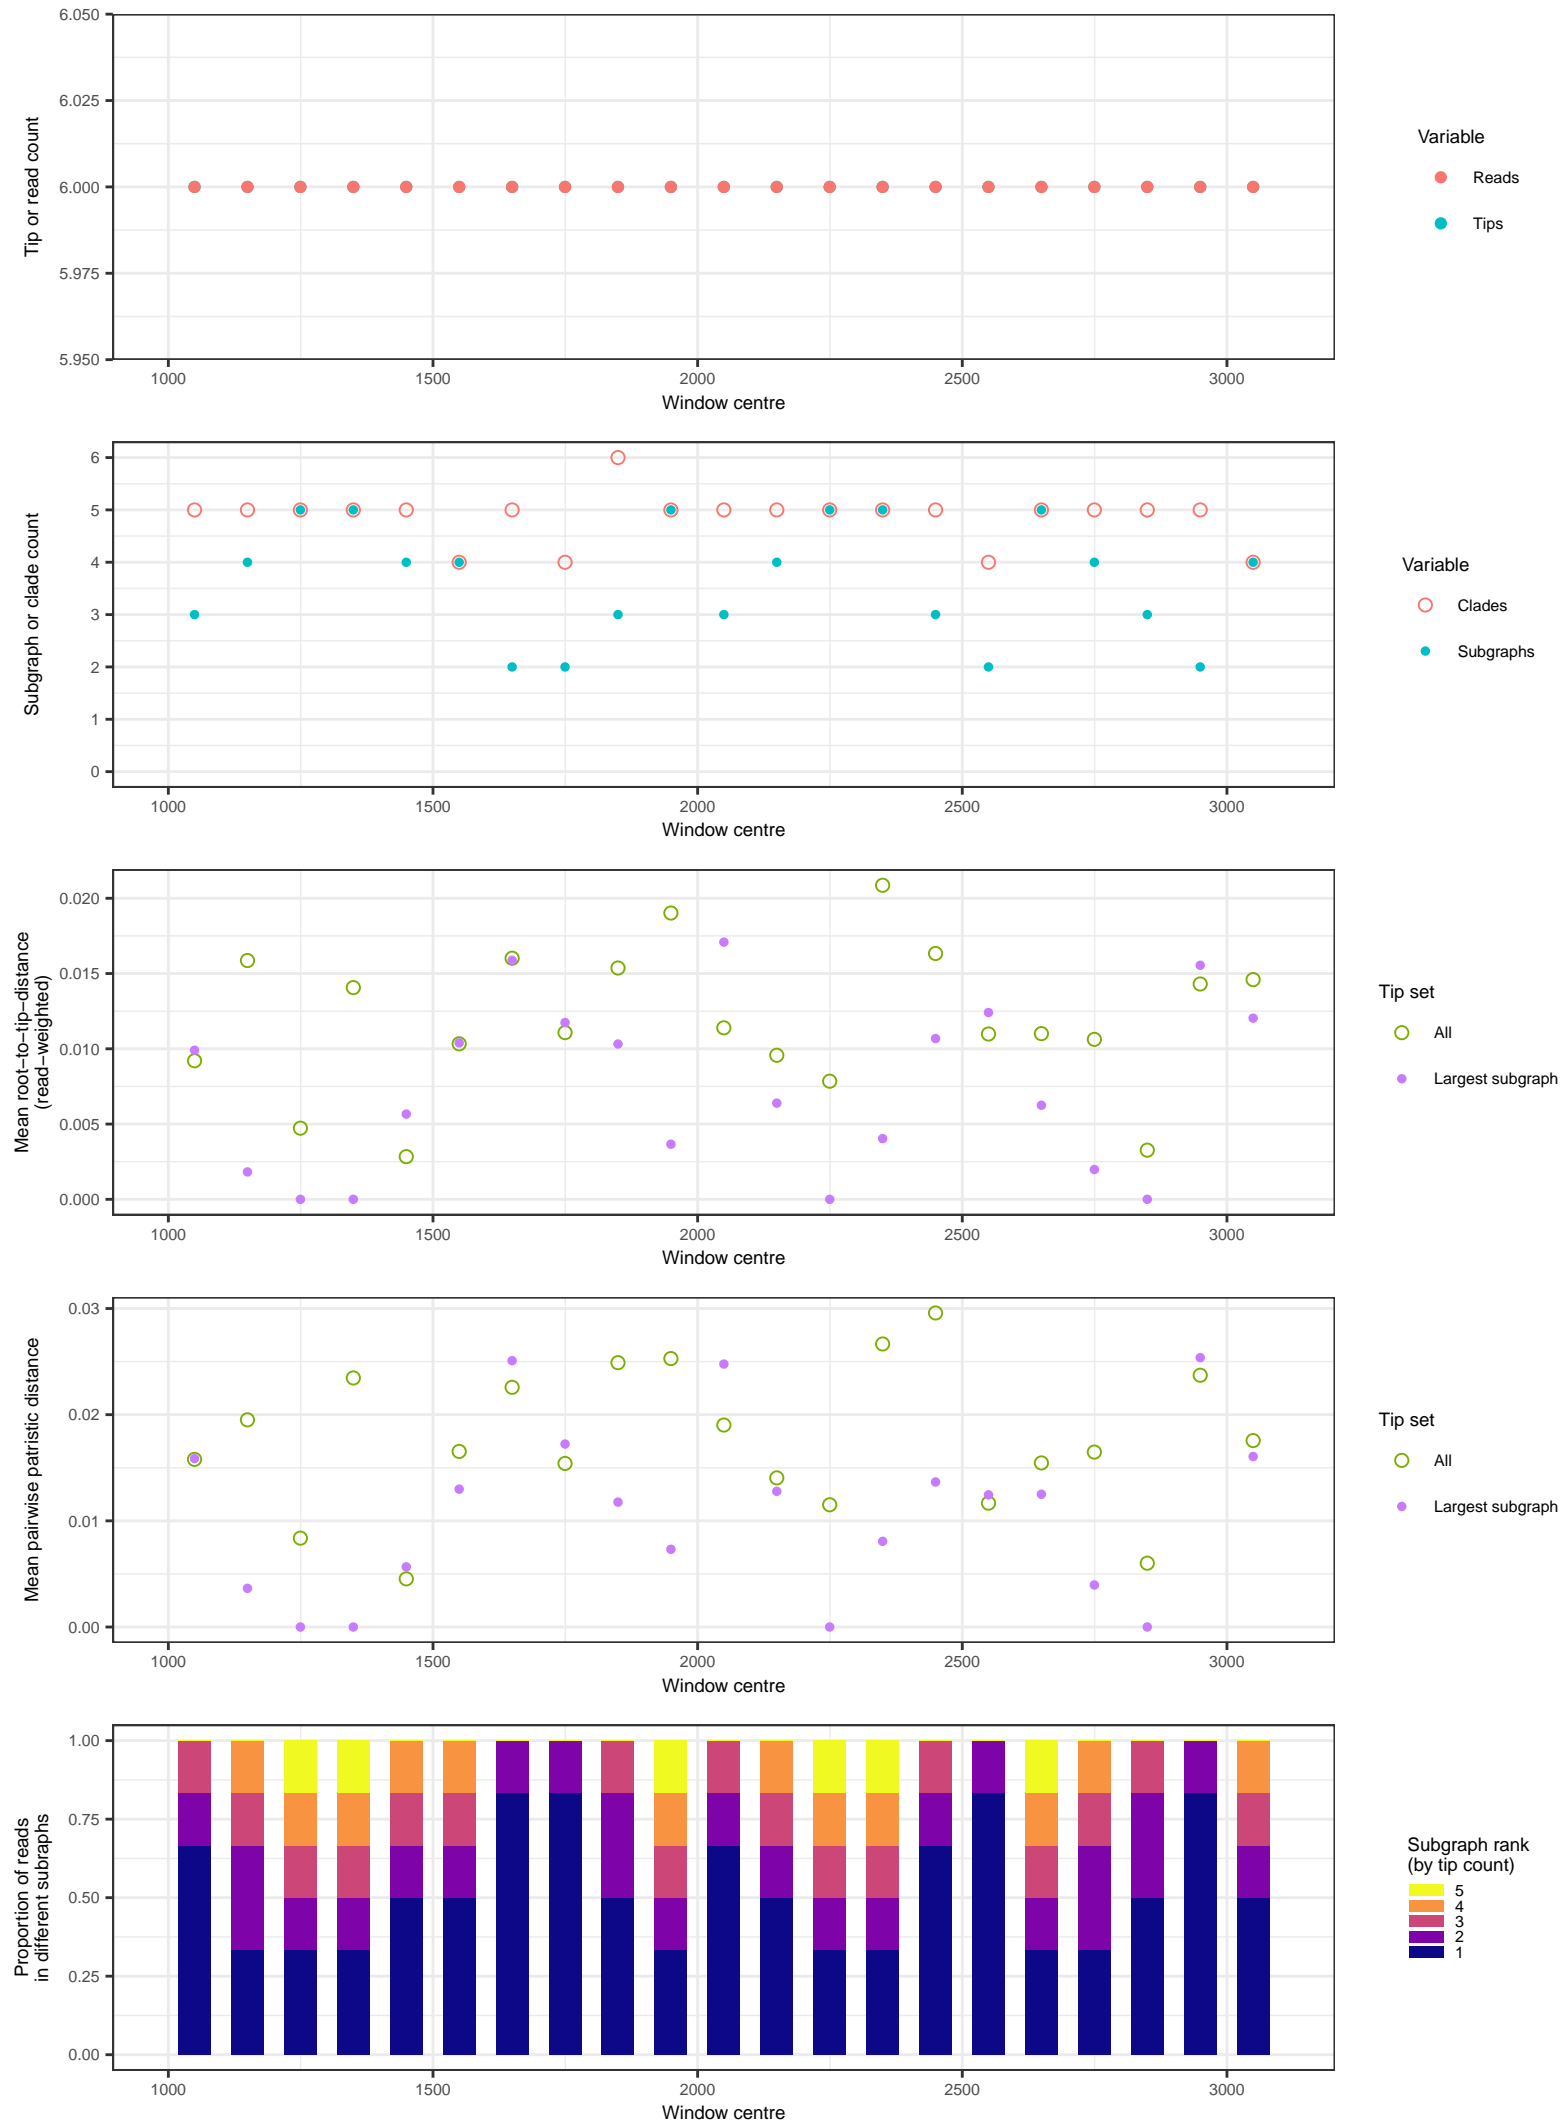 6.050
6.025
6.000
5.975
5.950
Tip or read count
1000 1500 2000 2500 3000
Window centre
Variable
Reads
Tips
6
5
4
3
2
1
0
Subgraph or clade count
1000 1500 2000 2500 3000
Window centre
Variable
Clades
Subgraphs
0.020
0.015
0.010
0.005
0.000
Mean root−to−tip−distance
(read−weighted)
1000 1500 2000 2500 3000
Window centre
Tip set
All
Largest subgraph
0.03
0.02
0.01
0.00
Mean pairwise patristic distance
1000 1500 2000 2500 3000
Window centre
Tip set
All
Largest subgraph
1.00
0.75
0.50
0.25
0.00
Proportion of reads
in different subraphs
1000 1500 2000 2500 3000
Window centre
Subgraph rank
(by tip count)
5
4
3
2
1